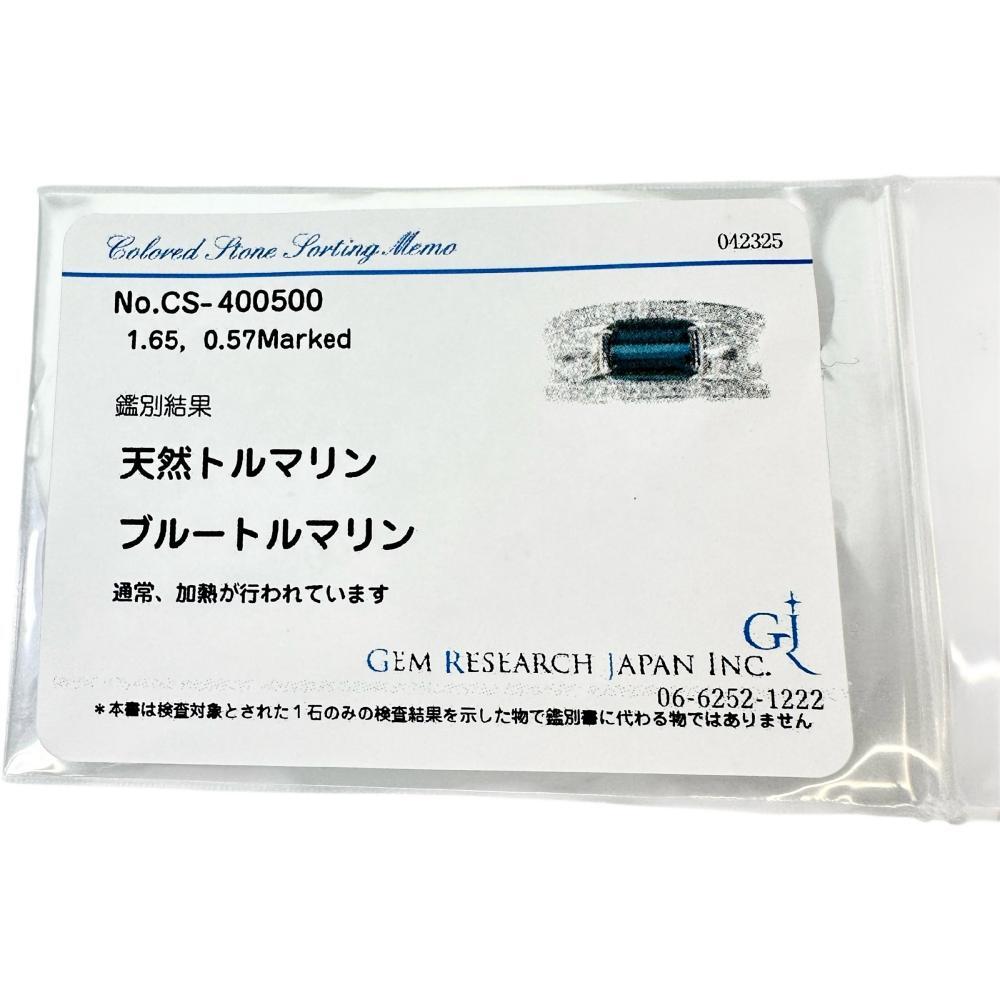 Colored Stone Sorting Memo
042325
No.CS-400500
1.65, 0.57Marked
鑑別結果
天然トルマリン
ブルートルマリン
通常、加熱が行われています
GJ
GEM RESEARCH JAPAN INC.
06-6252-1222
＊本書は検査対象とされた1石のみの検査結果を示した物で鑑別書に代わる物ではありません